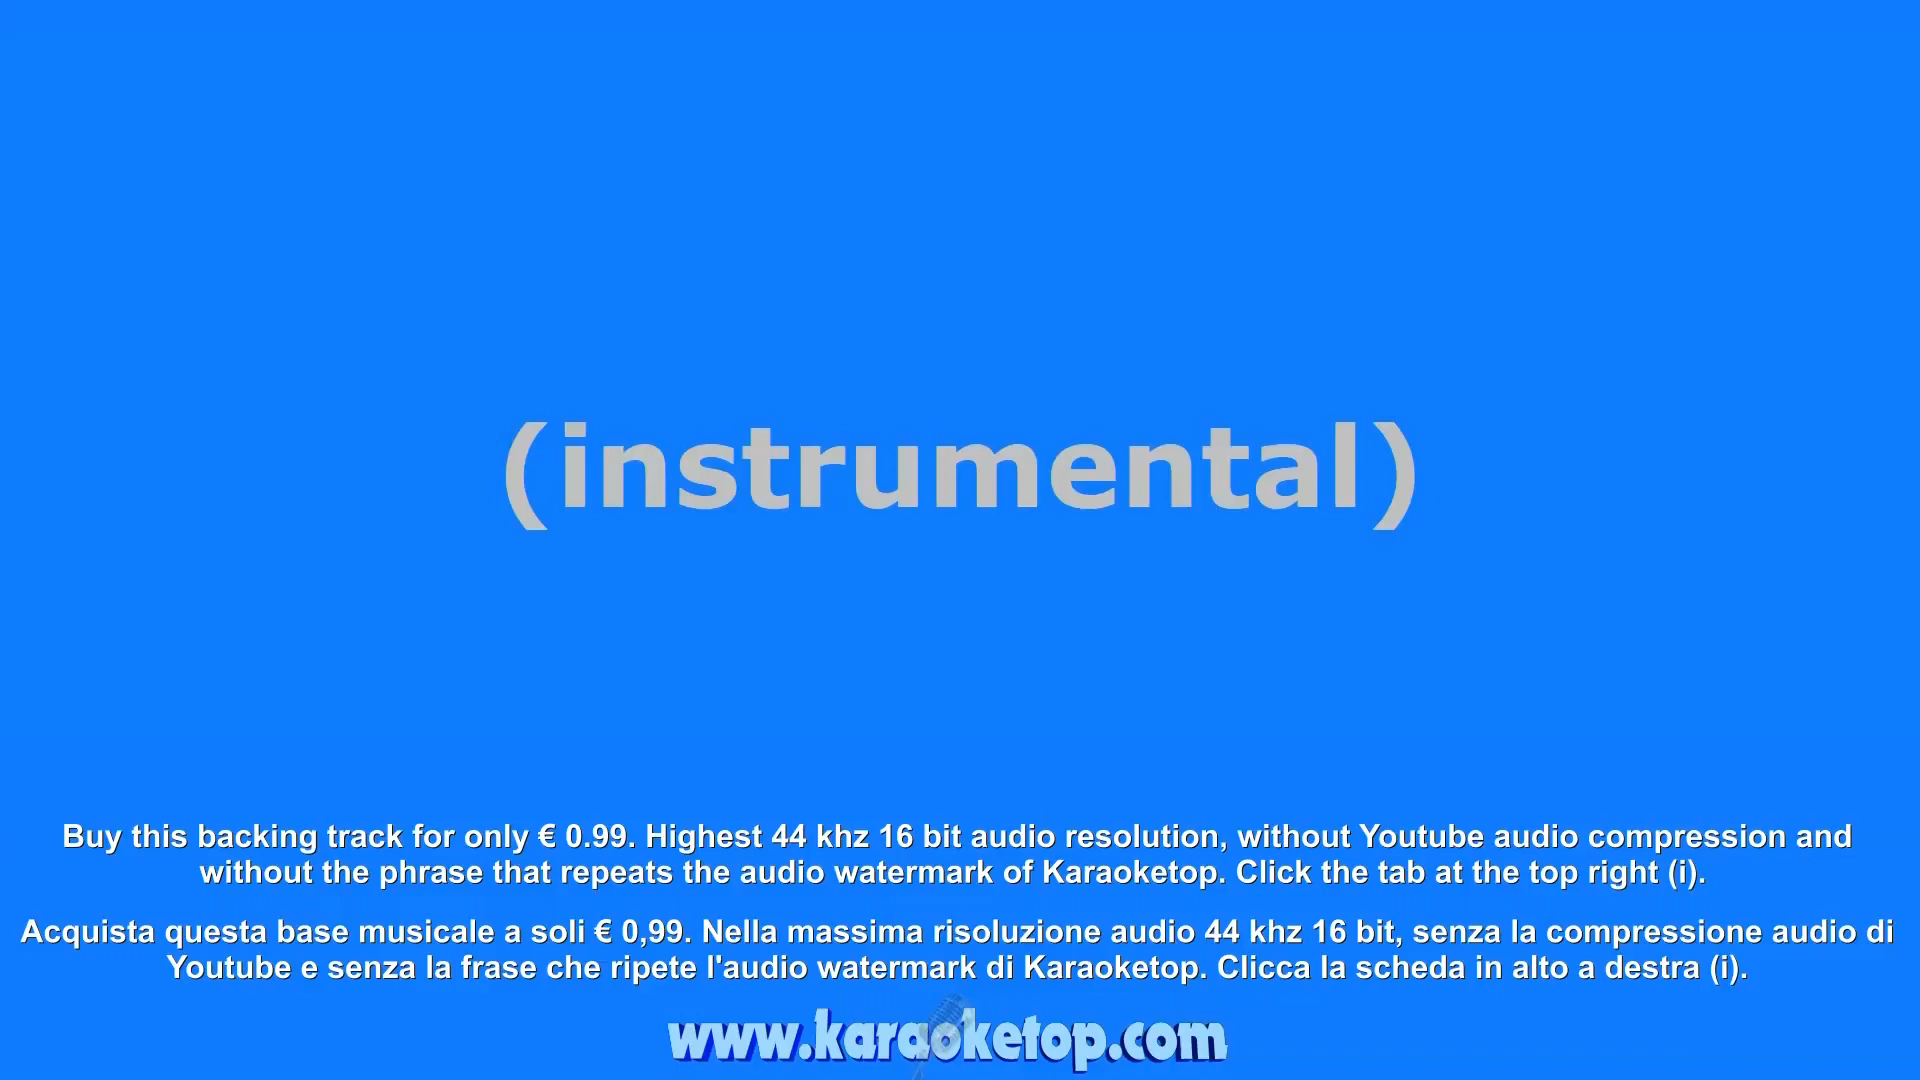 (instrumental)
Buy this backing track for only € 0.99. Highest 44 khz 16 bit audio resolution, without Youtube audio compression and
without the phrase that repeats the audio watermark of Karaoketop. Click the tab at the top right (i).
Acquista questa base musicale a soli € 0,99. Nella massima risoluzione audio 44 khz 16 bit, senza la compressione audio di
Youtube e senza la frase che ripete l'audio watermark di Karaoketop. Clicca la scheda in alto a destra (i).
www.karaoketop.com